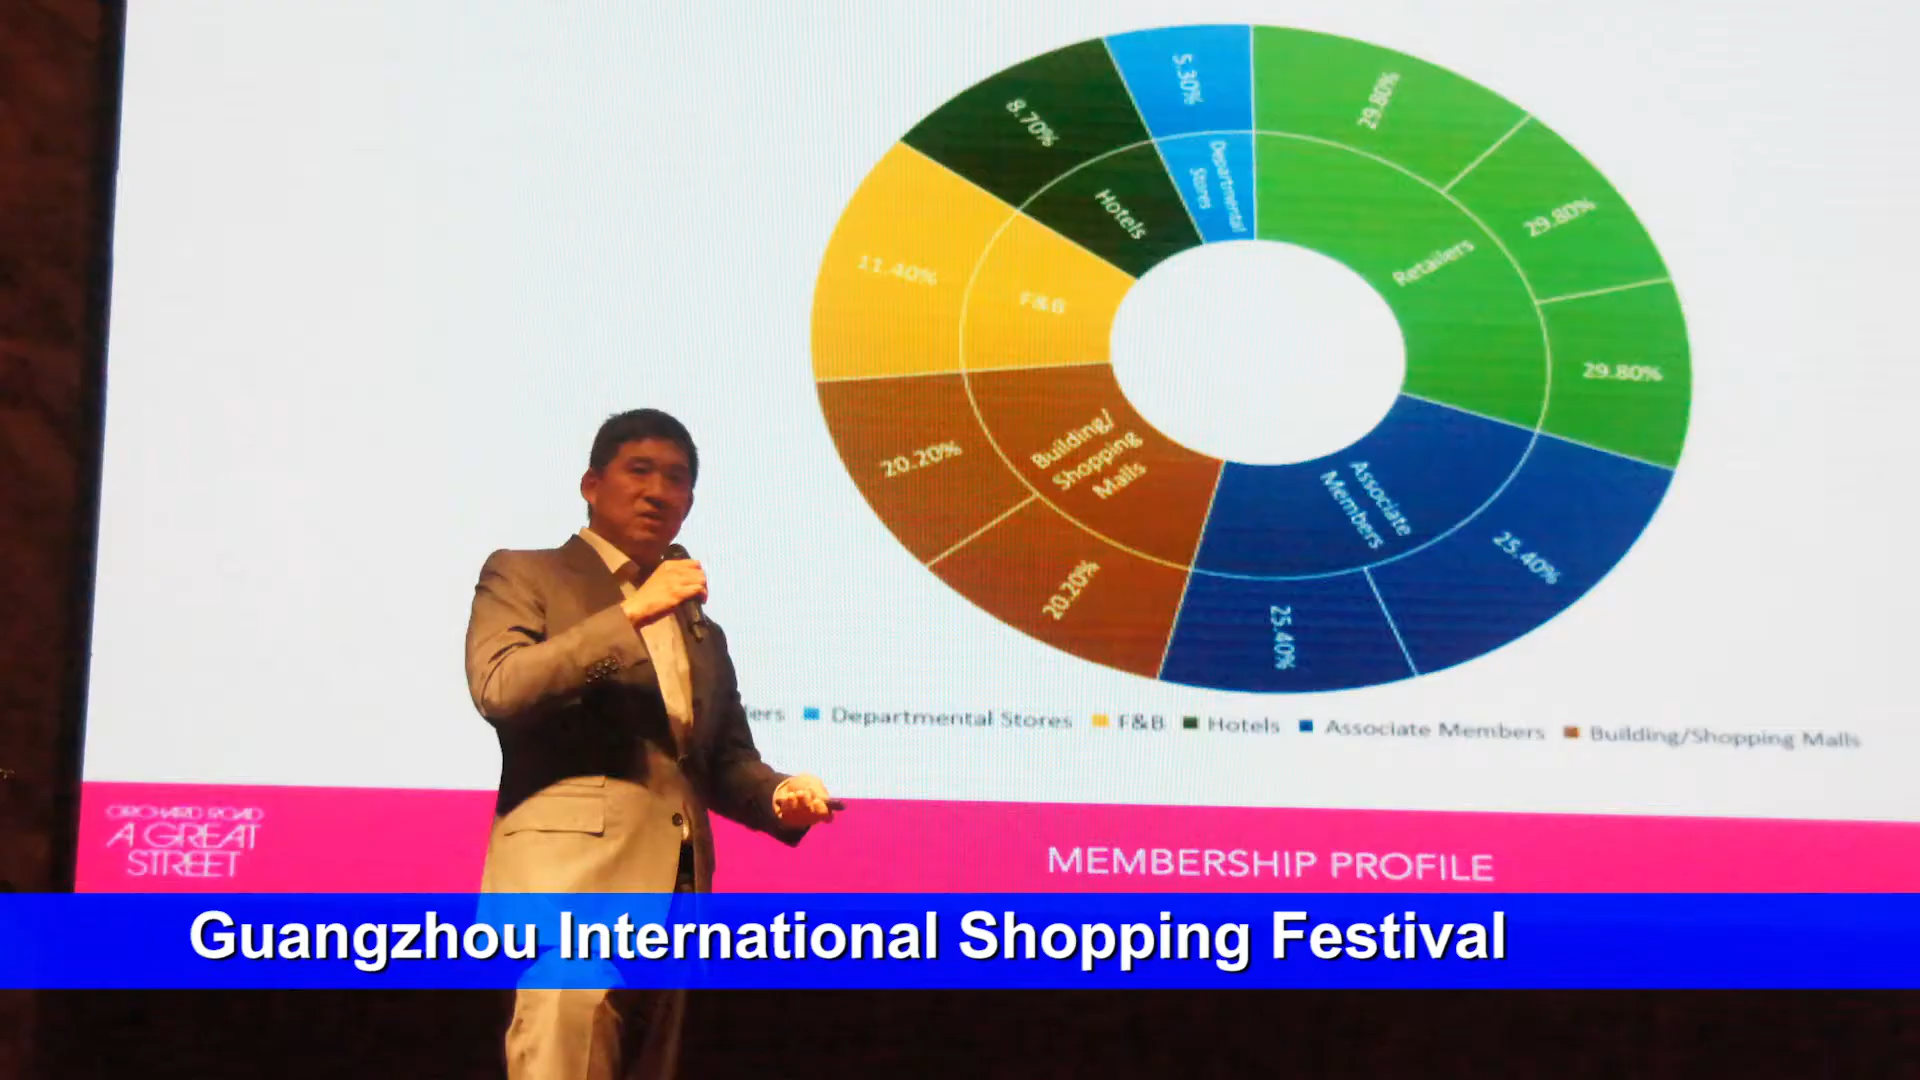 5.30%
29.80%
8.70%
Departmental
Stores
29.80%
Hotels
Retailers
11.40%
F&B
29.80%
Building/
Shopping
Malls
20.20%
Associate
Members
25.40%
20.20%
25.40%
Departmental Stores F&B Hotels Associate Members Building/Shopping Malls
ORCHARD ROAD
A GREAT
STREET
MEMBERSHIP PROFILE
Guangzhou International Shopping Festival